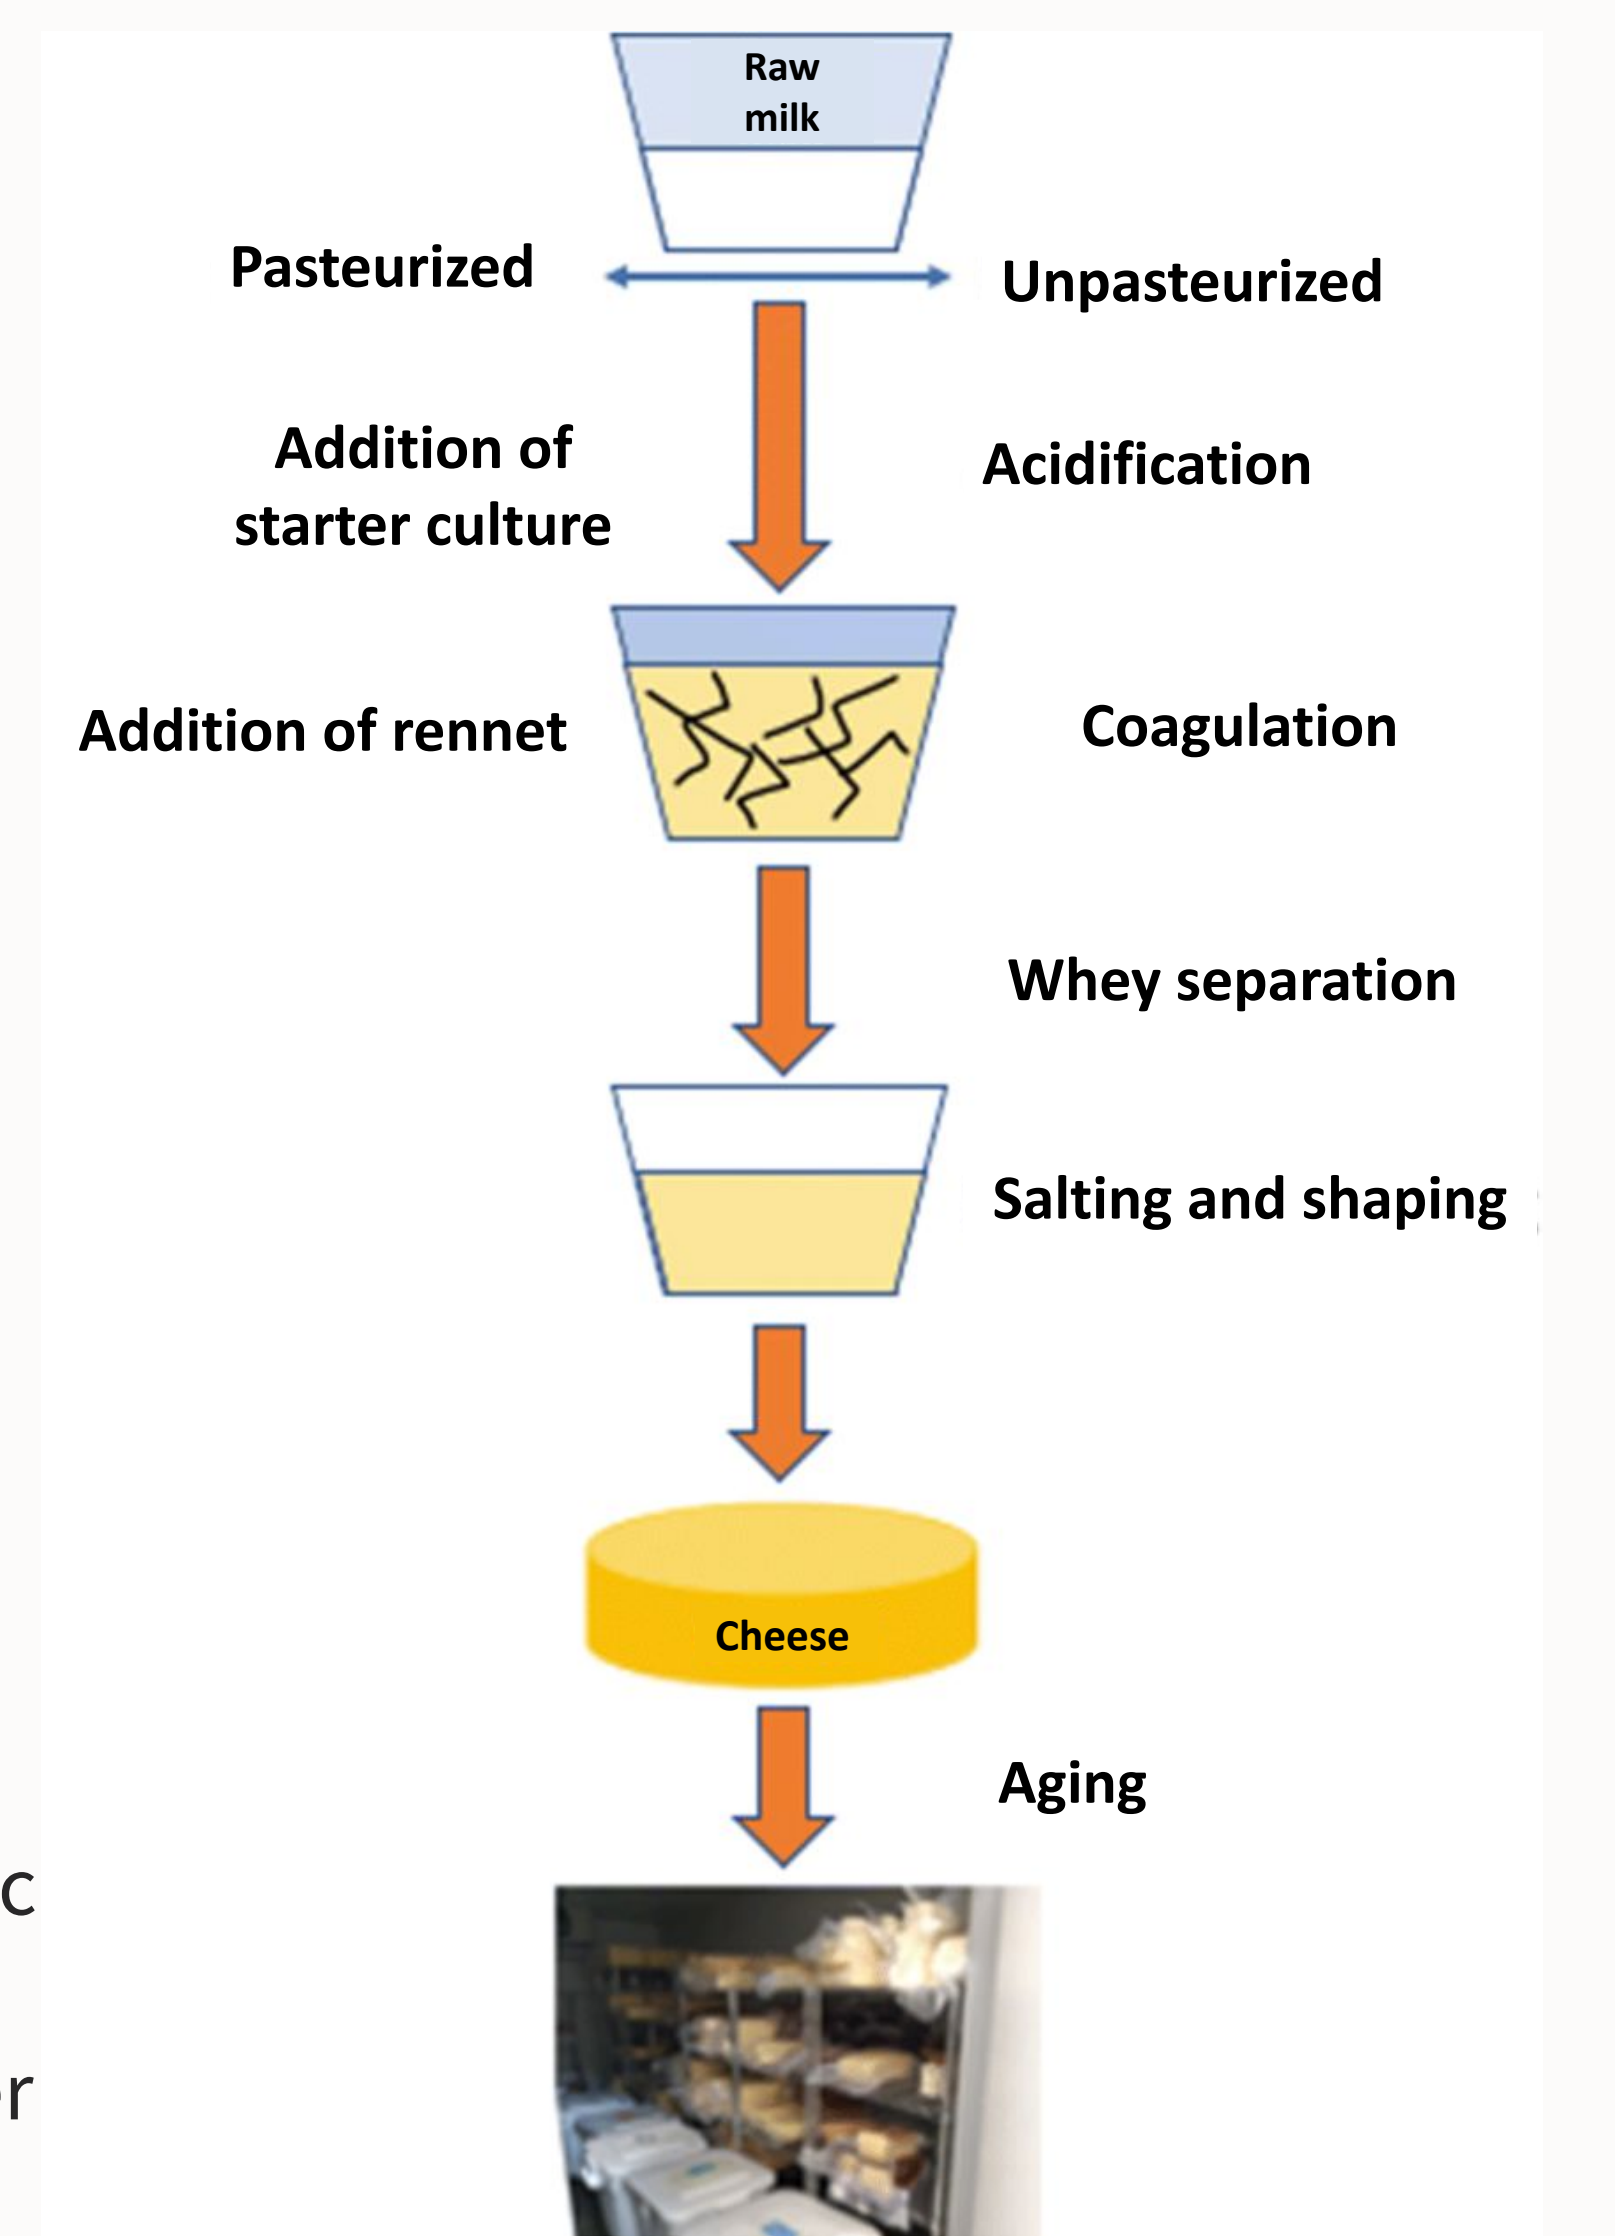 Raw
milk
Pasteurized
Unpasteurized
Addition of
starter culture
Acidification
Addition of rennet
Coagulation
Whey separation
Salting and shaping
Cheese
Aging
c
er